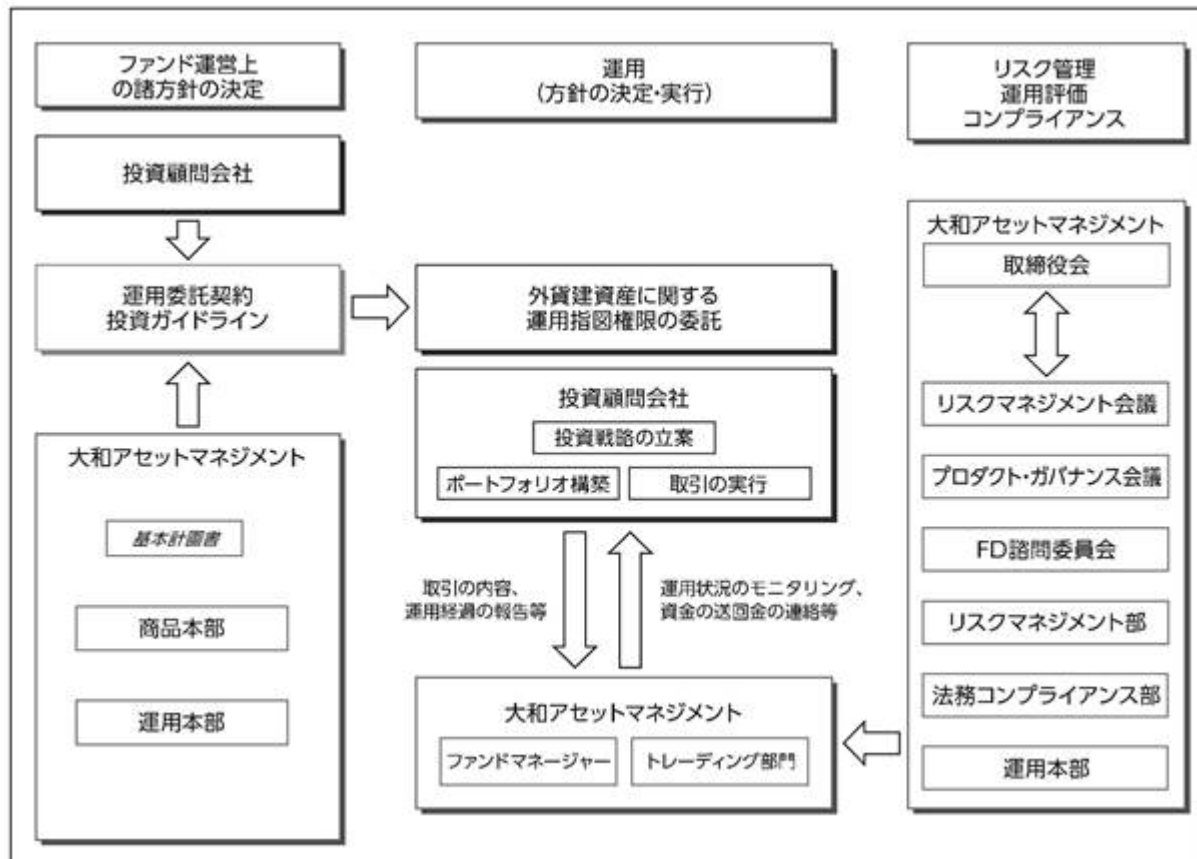 ファンド運営上
の諸方針の決定
投資顧問会社
運用委託契約
投資ガイドライン
大和アセットマネジメント
基本計画書
商品本部
運用本部
運用
(方針の決定・実行)
外貨建資産に関する
運用指図権限の委託
投資顧問会社
投資戦略の立案
ポートフォリオ構築
取引の実行
取引の内容、
運用経過の報告等
運用状況のモニタリング、
資金の送回金の連絡等
大和アセットマネジメント
ファンドマネージャー
トレーディング部門
リスク管理
運用評価
コンプライアンス
大和アセットマネジメント
取締役会
リスクマネジメント会議
プロダクト・ガバナンス会議
FD諮問委員会
リスクマネジメント部
法務コンプライアンス部
運用本部